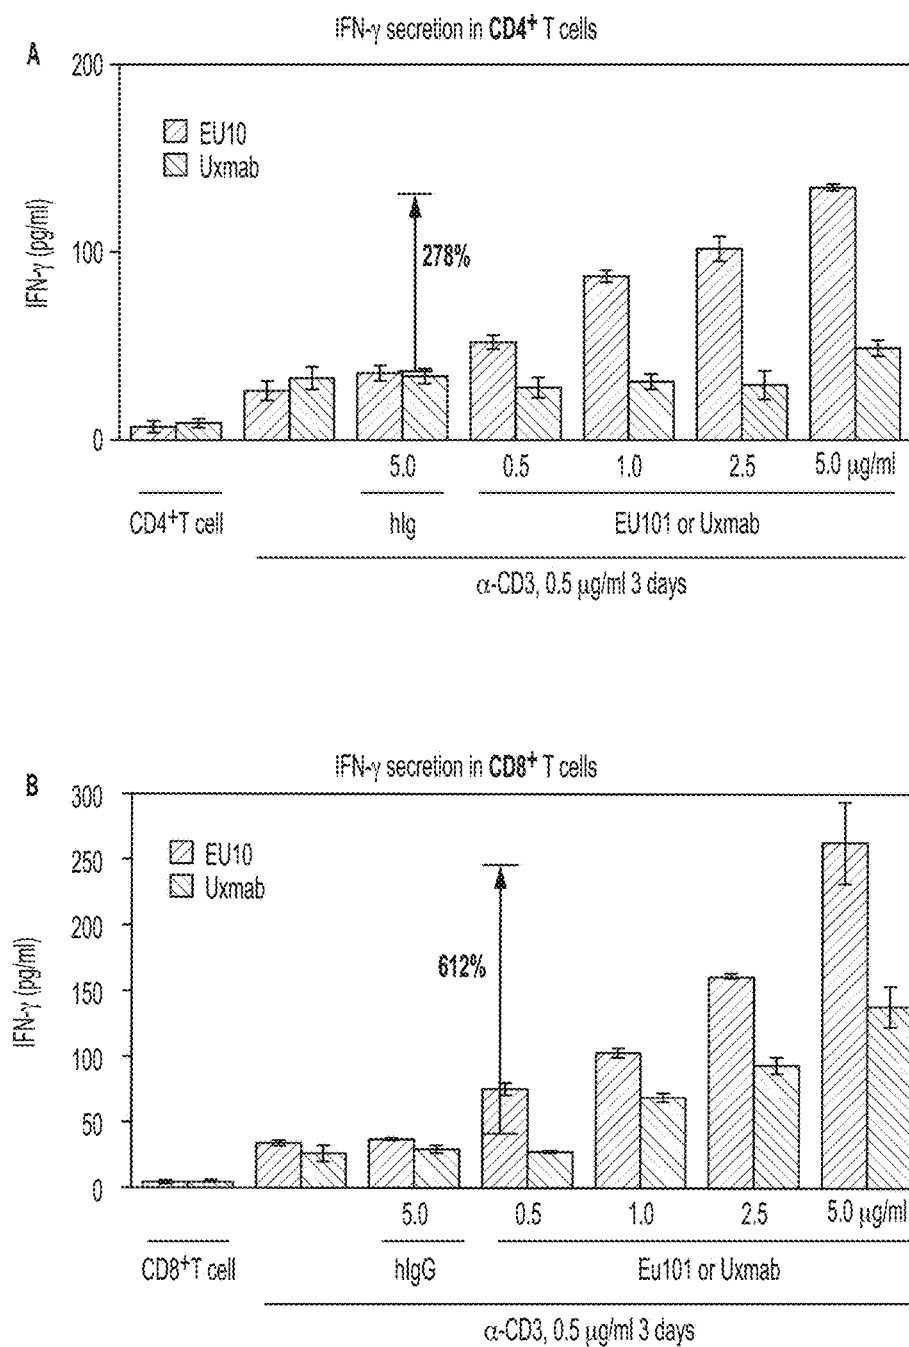 IFN-γ secretion in CD4+ T cells
A
200
100
0
IFN-γ (pg/ml)
EU10
Uxmab
278%
5.0 0.5 1.0 2.5 5.0 μg/ml
CD4+T cell hIg EU101 or Uxmab
α-CD3, 0.5 μg/ml 3 days
IFN-γ secretion in CD8+ T cells
B
300
250
200
150
100
50
0
IFN-γ (pg/ml)
EU10
Uxmab
612%
5.0 0.5 1.0 2.5 5.0 μg/ml
CD8+T cell hIgG Eu101 or Uxmab
α-CD3, 0.5 μg/ml 3 days